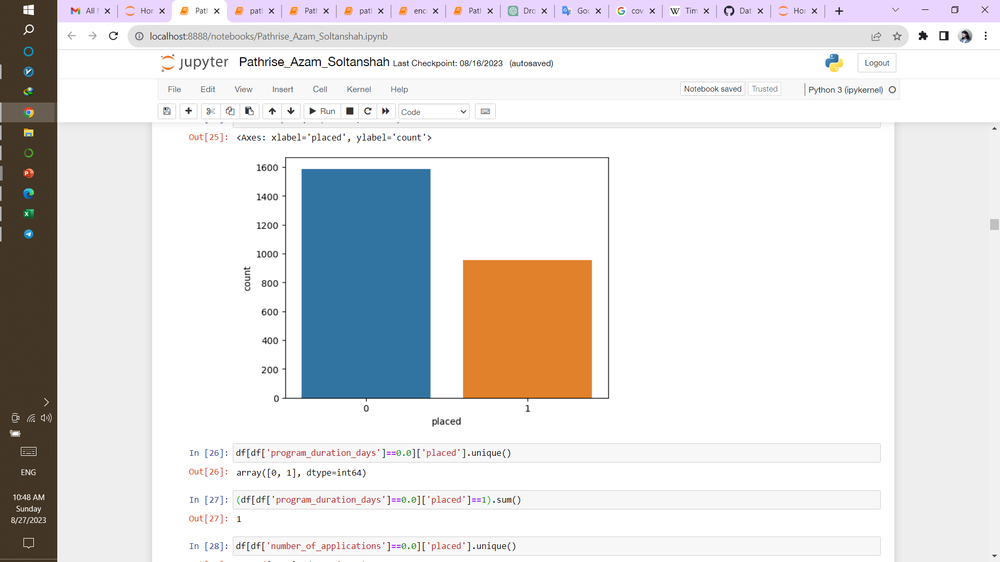 All
Hor
Path
path
Path
path
enc
Path
Dro
Goo
cov
Tim
Dat
Hor
localhost:8888/notebooks/Pathrise_Azam_Soltanshah.ipynb
jupyter Pathrise_Azam_Soltanshah Last Checkpoint: 08/16/2023 (autosaved)
Logout
File Edit View Insert Cell Kernel Help
Notebook saved Trusted Python 3 (ipykernel)
Run Code
Out[25]: <Axes: xlabel='placed', ylabel='count'>
1600
1400
1200
1000
800
600
400
200
0
count
0 1
placed
In [26]: df[df['program_duration_days']==0.0]['placed'].unique()
Out[26]: array([0, 1], dtype=int64)
In [27]: (df[df['program_duration_days']==0.0]['placed']==1).sum()
Out[27]: 1
In [28]: df[df['number_of_applications']==0.0]['placed'].unique()
ENG
10:48 AM
Sunday
8/27/2023